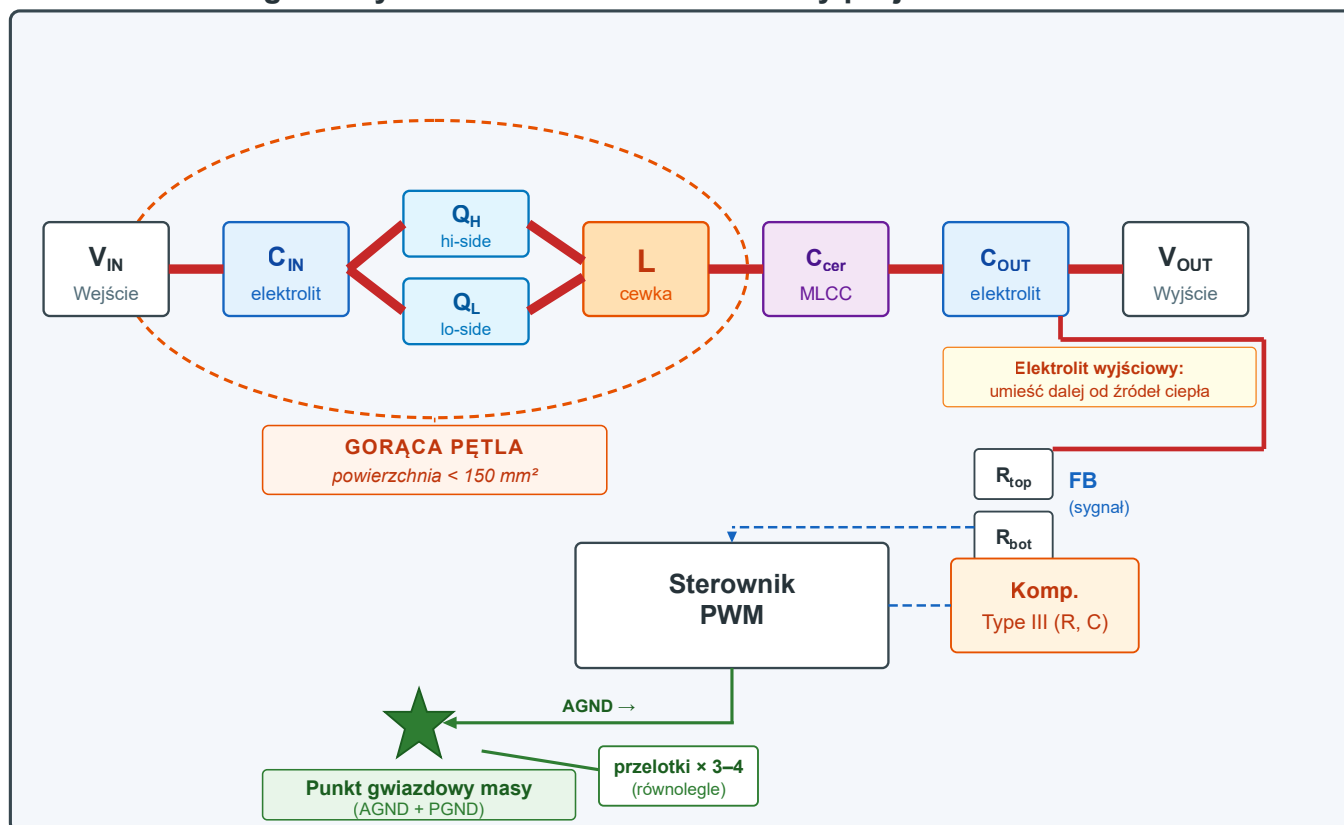 V_IN
Wejście
C_IN
elektrolit
Q_H
hi-side
Q_L
lo-side
L
cewka
C_cer
MLCC
C_OUT
elektrolit
V_OUT
Wyjście
Elektrolit wyjściowy:
umieść dalej od źródeł ciepła
GORĄCA PĘTLA
powierzchnia < 150 mm²
R_top
FB
(sygnał)
R_bot
Sterownik
PWM
Komp.
Type III (R, C)
AGND →
przelotki × 3–4
(równolegle)
Punkt gwiazdowy masy
(AGND + PGND)